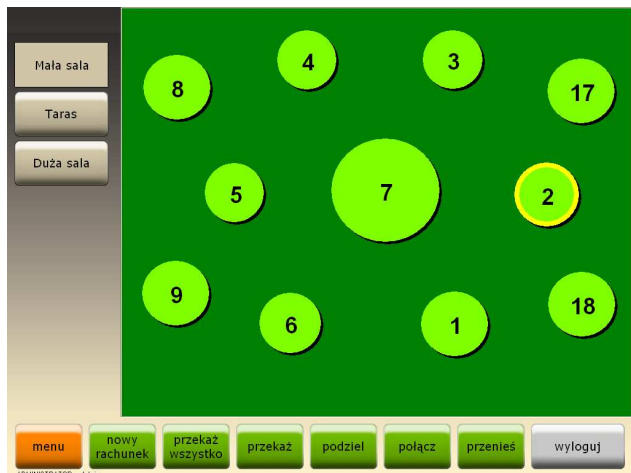 Mała sala
Taras
Duża sala
4
3
8
17
5
7
2
9
6
1
18
menu
nowy
rachunek
przekaż
wszystko
przekaż
podziel
połącz
przenieś
wyloguj